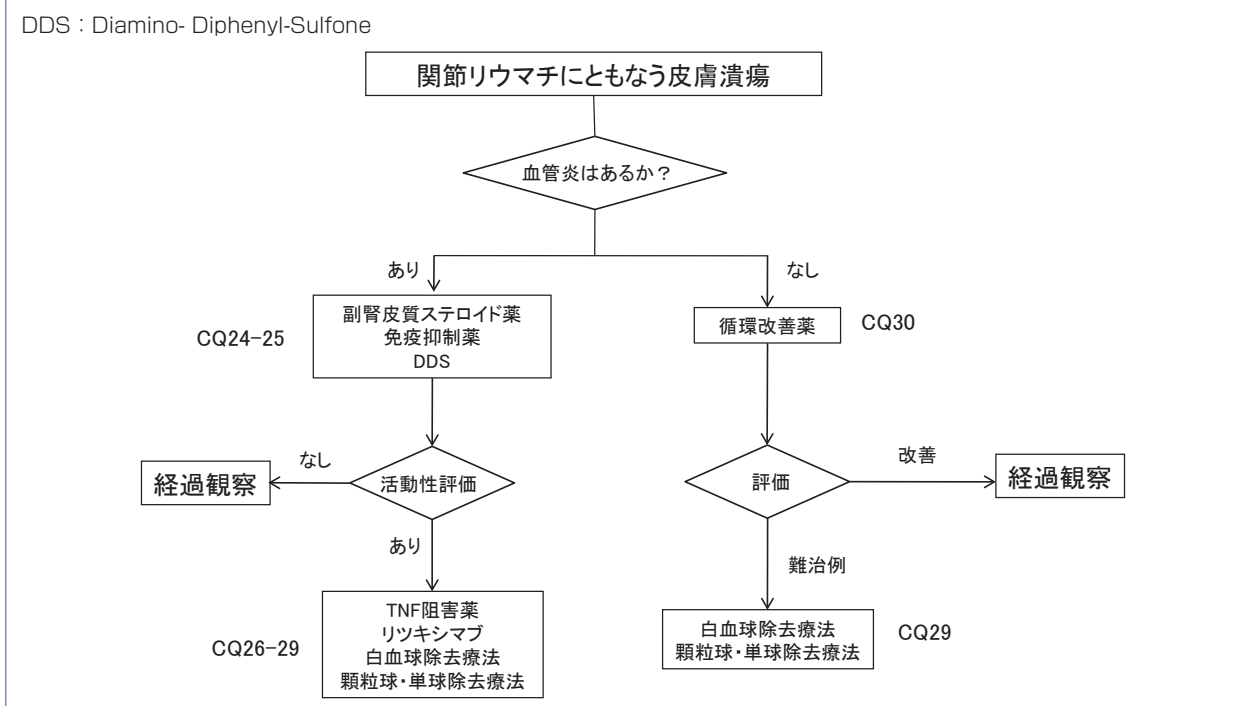 DDS：Diamino- Diphenyl-Sulfone
関節リウマチにともなう皮膚潰瘍
血管炎はあるか？
あり
なし
副腎皮質ステロイド薬
免疫抑制薬
DDS
CQ24-25
循環改善薬
CQ30
なし
経過観察
活動性評価
評価
改善
経過観察
あり
難治例
TNF阻害薬
リツキシマブ
白血球除去療法
顆粒球・単球除去療法
CQ26-29
白血球除去療法
顆粒球・単球除去療法
CQ29